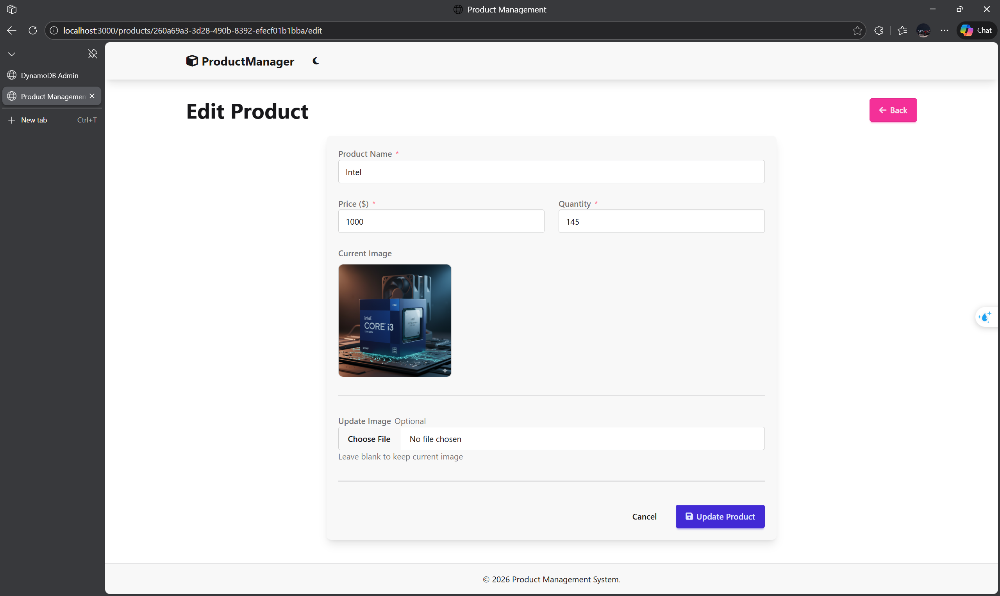 Product Management
localhost:3000/products/260a69a3-3d28-490b-8392-efecf01b1bba/edit
Chat
DynamoDB Admin
Product Managemen
New tab Ctrl+T
ProductManager
Edit Product
Back
Product Name *
Intel
Price ($) * Quantity *
1000 145
Current Image
intel
intel
CORE i3
Update Image Optional
Choose File No file chosen
Leave blank to keep current image
Cancel Update Product
© 2026 Product Management System.